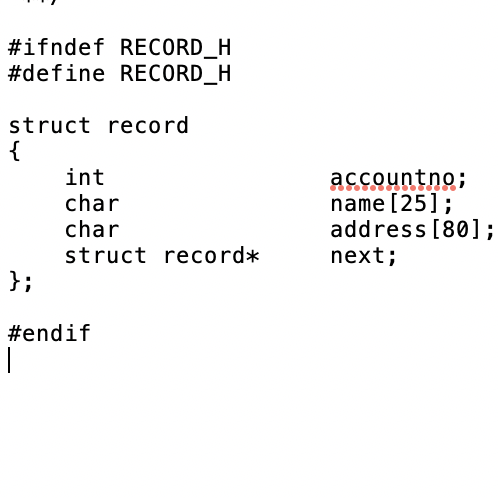 #ifndef RECORD_H
#define RECORD_H
struct record
{
    int                accountno;
    char               name[25];
    char               address[80];
    struct record*     next;
};
#endif